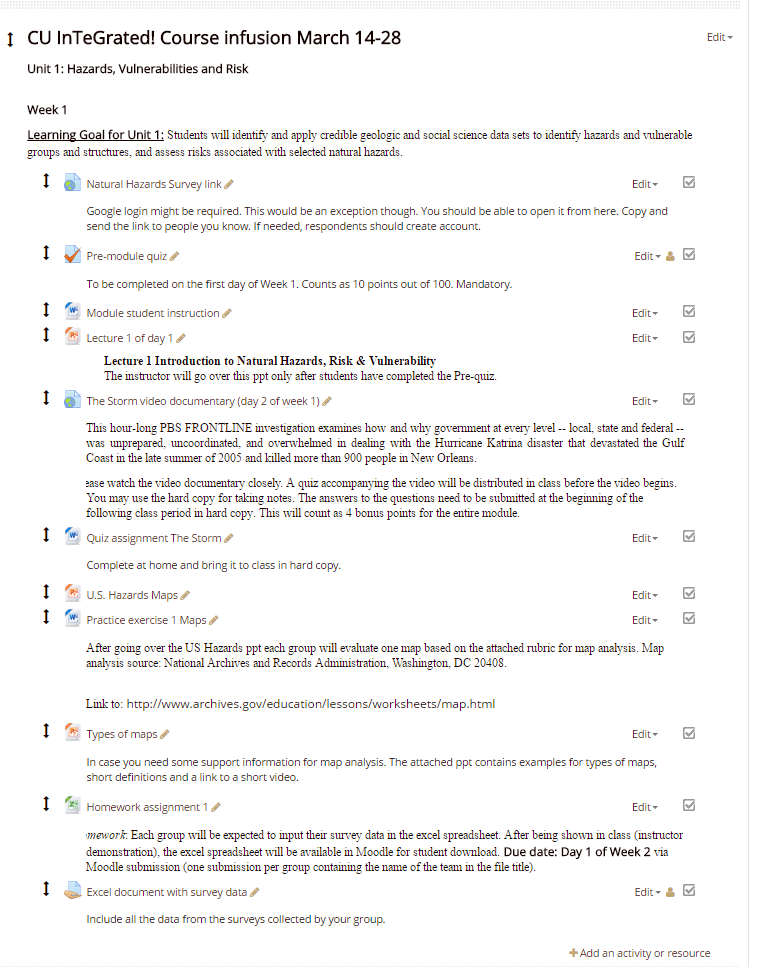 CU InTeGrated! Course infusion March 14-28
Edit
Unit 1: Hazards, Vulnerabilities and Risk
Week 1
Learning Goal for Unit 1: Students will identify and apply credible geologic and social science data sets to identify hazards and vulnerable
groups and structures, and assess risks associated with selected natural hazards.
Natural Hazards Survey link
Edit
Google login might be required. This would be an exception though. You should be able to open it from here. Copy and
send the link to people you know. If needed, respondents should create account.
Pre-module quiz
Edit
To be completed on the first day of Week 1. Counts as 10 points out of 100. Mandatory.
Module student instruction
Edit
Lecture 1 of day 1
Edit
Lecture 1 Introduction to Natural Hazards, Risk & Vulnerability
The instructor will go over this ppt only after students have completed the Pre-quiz.
The Storm video documentary (day 2 of week 1)
Edit
This hour-long PBS FRONTLINE investigation examines how and why government at every level -- local, state and federal --
was unprepared, uncoordinated, and overwhelmed in dealing with the Hurricane Katrina disaster that devastated the Gulf
Coast in the late summer of 2005 and killed more than 900 people in New Orleans.
ease watch the video documentary closely. A quiz accompanying the video will be distributed in class before the video begins.
You may use the hard copy for taking notes. The answers to the questions need to be submitted at the beginning of the
following class period in hard copy. This will count as 4 bonus points for the entire module.
Quiz assignment The Storm
Edit
Complete at home and bring it to class in hard copy.
U.S. Hazards Maps
Edit
Practice exercise 1 Maps
Edit
After going over the US Hazards ppt each group will evaluate one map based on the attached rubric for map analysis. Map
analysis source: National Archives and Records Administration, Washington, DC 20408.
Link to: http://www.archives.gov/education/lessons/worksheets/map.html
Types of maps
Edit
In case you need some support information for map analysis. The attached ppt contains examples for types of maps,
short definitions and a link to a short video.
Homework assignment 1
Edit
mework: Each group will be expected to input their survey data in the excel spreadsheet. After being shown in class (instructor
demonstration), the excel spreadsheet will be available in Moodle for student download. Due date: Day 1 of Week 2 via
Moodle submission (one submission per group containing the name of the team in the file title).
Excel document with survey data
Edit
Include all the data from the surveys collected by your group.
Add an activity or resource